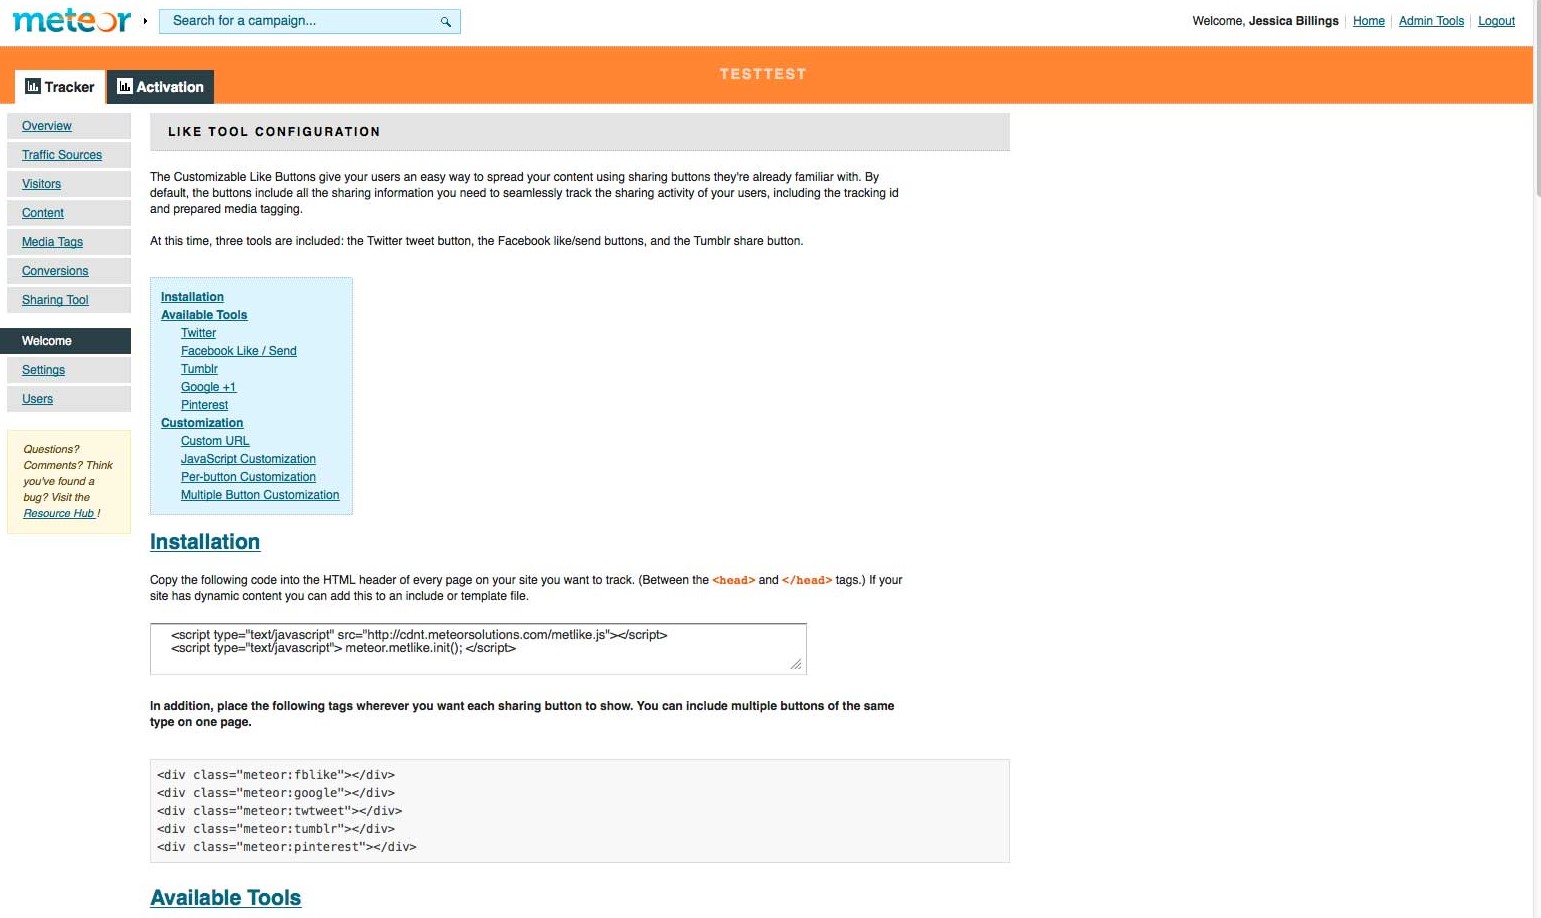 meteor
Search for a campaign...
Welcome, Jessica Billings
Home
Admin Tools
Logout
TESTTEST
Tracker
Activation
Overview
Traffic Sources
Visitors
Content
Media Tags
Conversions
Sharing Tool
Welcome
Settings
Users
Questions?
Comments? Think
you've found a
bug? Visit the
Resource Hub !
LIKE TOOL CONFIGURATION
The Customizable Like Buttons give your users an easy way to spread your content using sharing buttons they're already familiar with. By
default, the buttons include all the sharing information you need to seamlessly track the sharing activity of your users, including the tracking id
and prepared media tagging.
At this time, three tools are included: the Twitter tweet button, the Facebook like/send buttons, and the Tumblr share button.
Installation
Available Tools
Twitter
Facebook Like / Send
Tumblr
Google +1
Pinterest
Customization
Custom URL
JavaScript Customization
Per-button Customization
Multiple Button Customization
Installation
Copy the following code into the HTML header of every page on your site you want to track. (Between the <head> and </head> tags.) If your
site has dynamic content you can add this to an include or template file.
<script type="text/javascript" src="http://cdnt.meteorsolutions.com/metlike.js"></script>
<script type="text/javascript"> meteor.metlike.init(); </script>
In addition, place the following tags wherever you want each sharing button to show. You can include multiple buttons of the same
type on one page.
<div class="meteor:fblike"></div>
<div class="meteor:google"></div>
<div class="meteor:twtweet"></div>
<div class="meteor:tumblr"></div>
<div class="meteor:pinterest"></div>
Available Tools